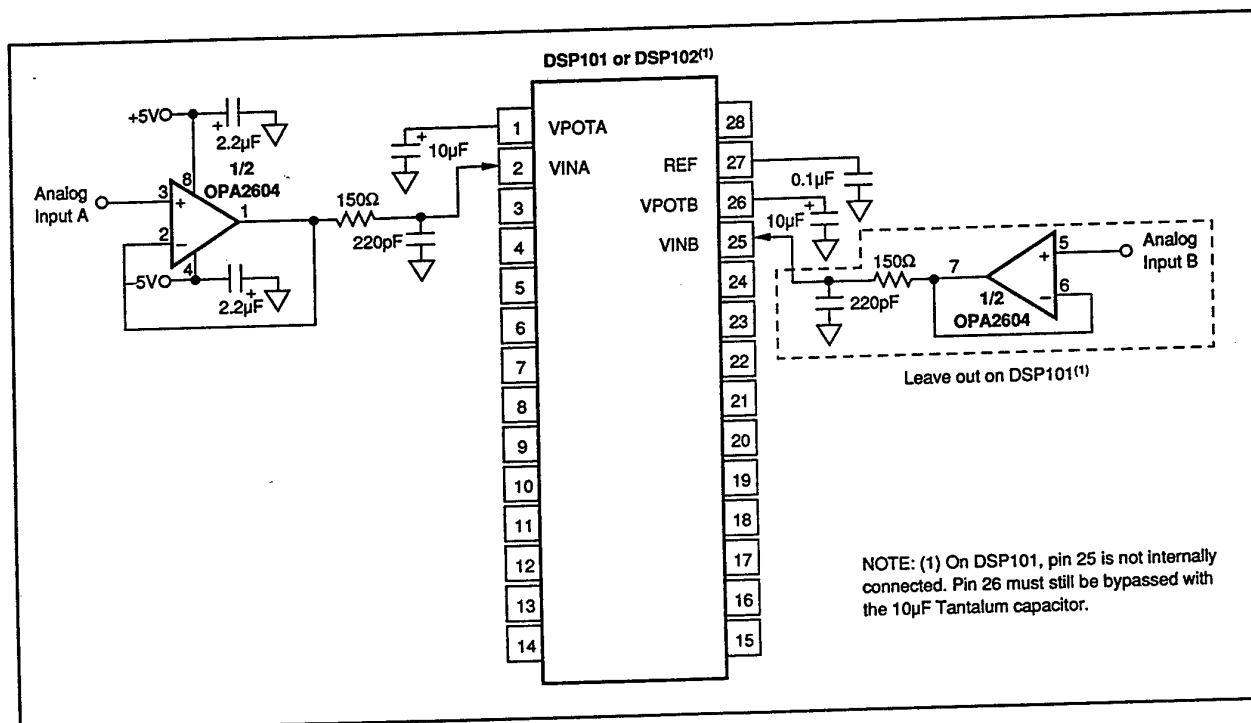 DSP101 or DSP102(1)
+5V
+
2.2µF
1/2
OPA2604
8
Analog
Input A
3
+
2
−
1
4
–5V
2.2µF
+
150Ω
220pF
+
10µF
1
VPOTA
2
VINA
3
4
5
6
7
8
9
10
11
12
13
14
28
REF
27
0.1µF
VPOTB
26
10µF
+
VINB
25
24
23
22
21
20
19
18
17
16
15
150Ω
220pF
7
5
+
6
−
1/2
OPA2604
Analog
Input B
Leave out on DSP101(1)
NOTE: (1) On DSP101, pin 25 is not internally
connected. Pin 26 must still be bypassed with
the 10µF Tantalum capacitor.